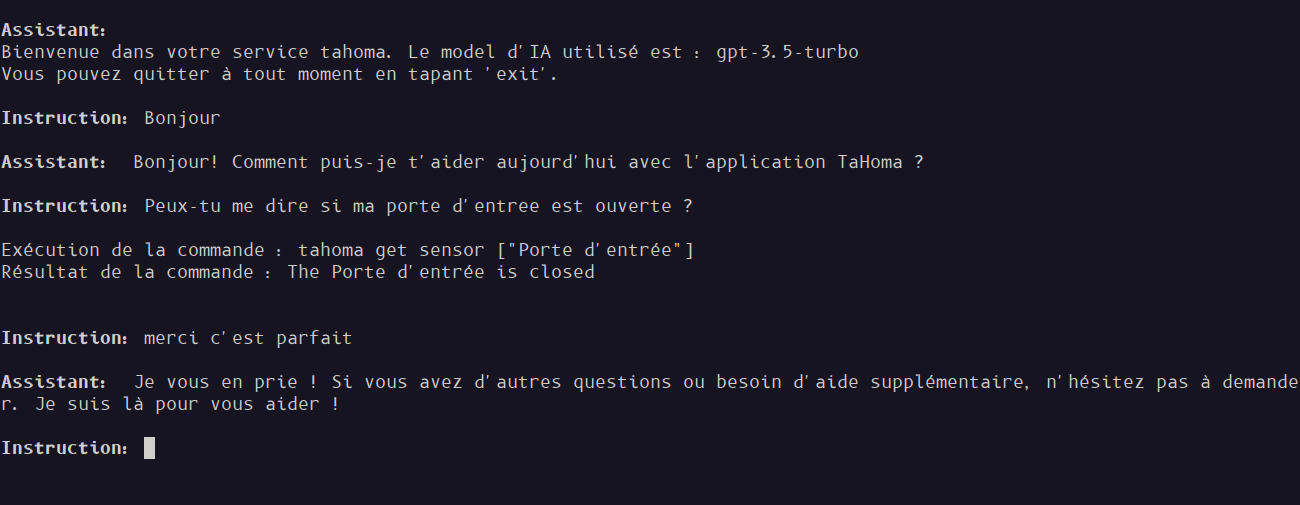 Assistant:
Bienvenue dans votre service tahoma. Le model d'IA utilisé est : gpt-3.5-turbo
Vous pouvez quitter à tout moment en tapant 'exit'.
Instruction: Bonjour
Assistant: Bonjour! Comment puis-je t'aider aujourd'hui avec l'application TaHoma ?
Instruction: Peux-tu me dire si ma porte d'entree est ouverte ?
Exécution de la commande : tahoma get sensor ["Porte d'entrée"]
Résultat de la commande : The Porte d'entrée is closed
Instruction: merci c'est parfait
Assistant: Je vous en prie ! Si vous avez d'autres questions ou besoin d'aide supplémentaire, n'hésitez pas à demande
r. Je suis là pour vous aider !
Instruction: